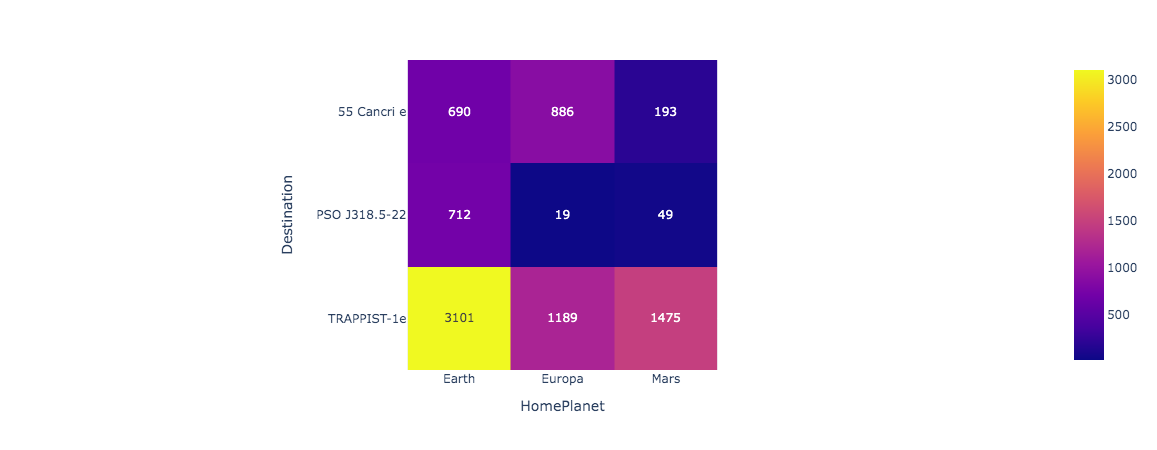 55 Cancri e 690 886 193
PSO J318.5-22 712 19 49
TRAPPIST-1e 3101 1189 1475
Earth Europa Mars
HomePlanet
Destination
3000
2500
2000
1500
1000
500